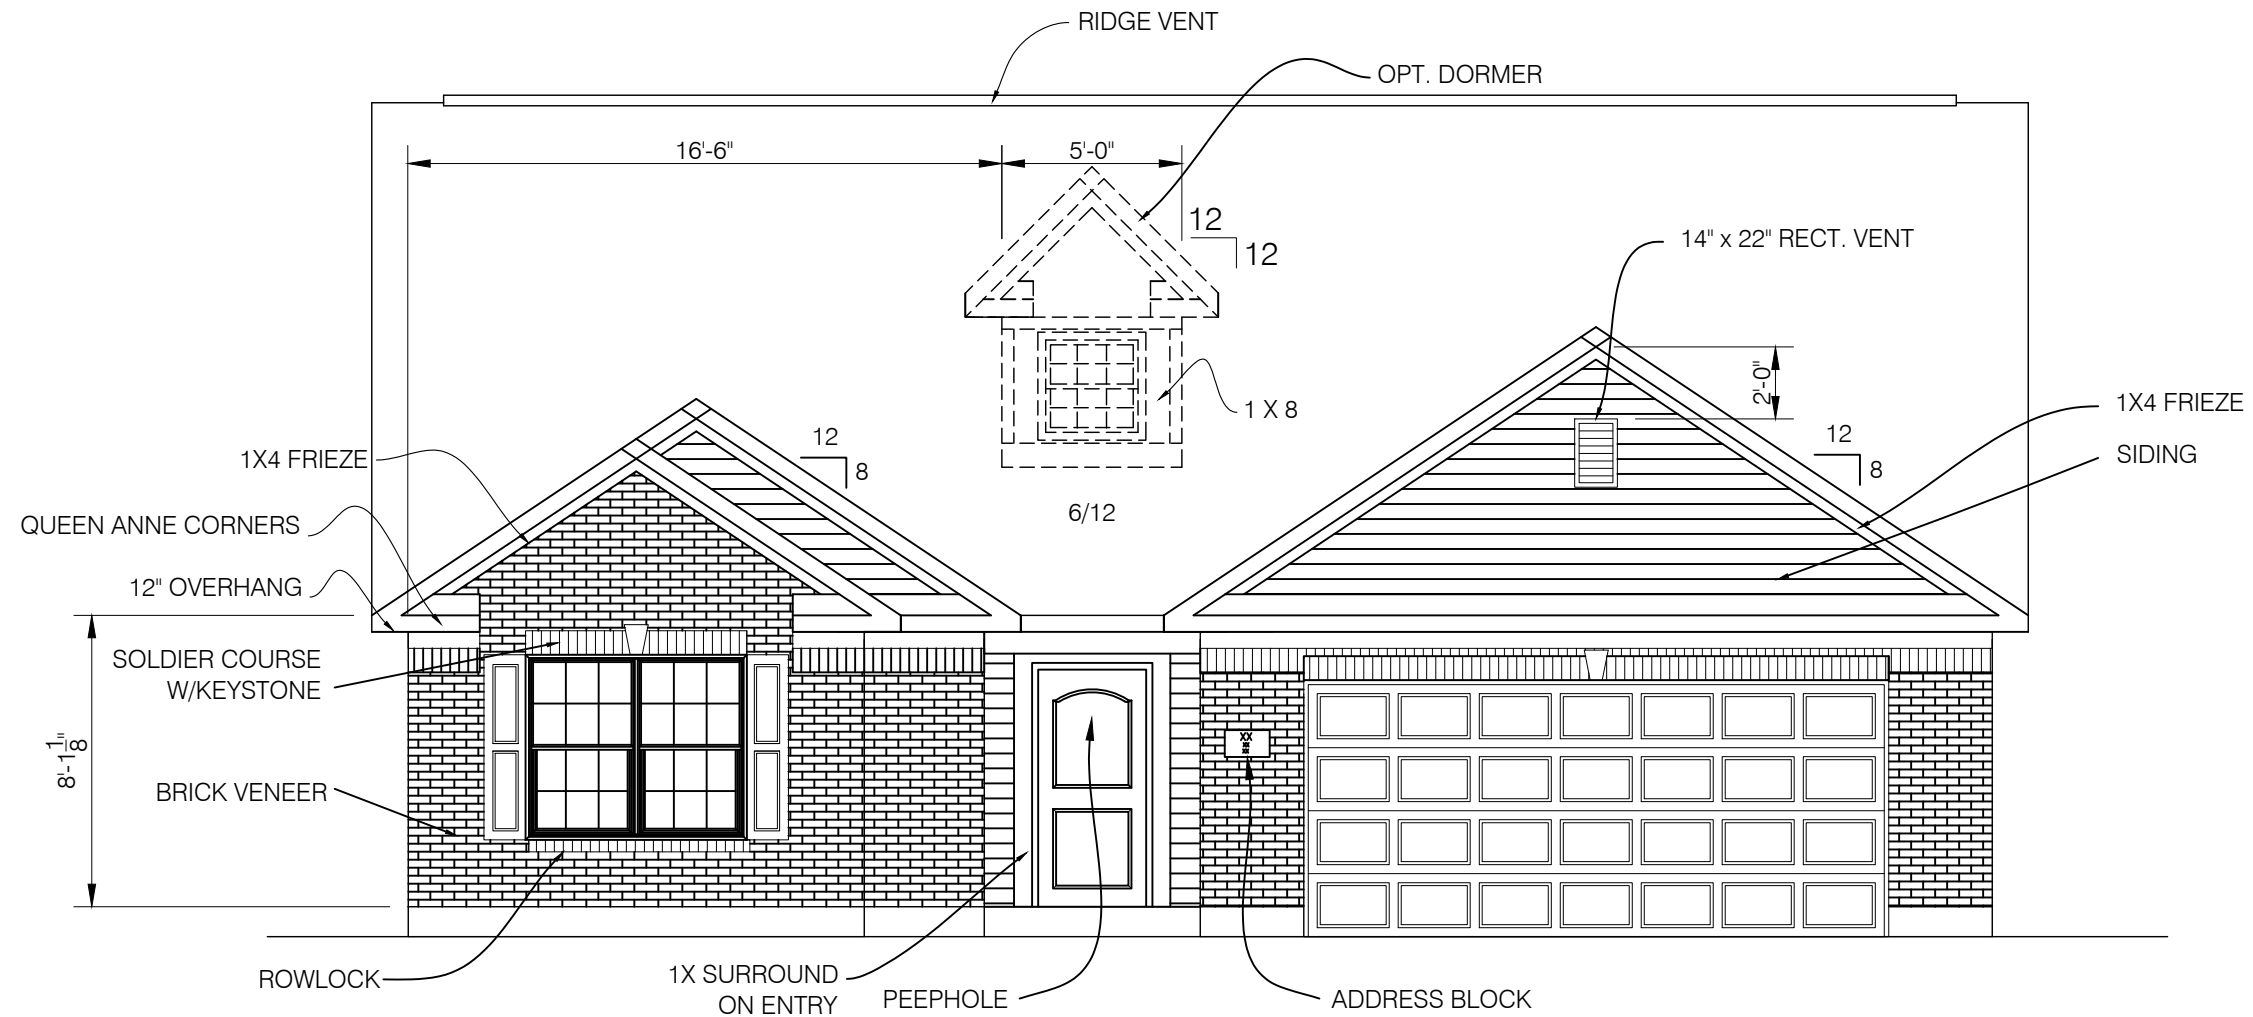 RIDGE VENT
OPT. DORMER
16'-6"
5'-0"
12
12
14" x 22" RECT. VENT
2'-0"
1X4 FRIEZE
1 X 8
12
8
12
8
SIDING
1X4 FRIEZE
6/12
QUEEN ANNE CORNERS
12" OVERHANG
SOLDIER COURSE
W/KEYSTONE
8'-1 1/8"
XX
BRICK VENEER
ROWLOCK
1X SURROUND
ON ENTRY
PEEPHOLE
ADDRESS BLOCK